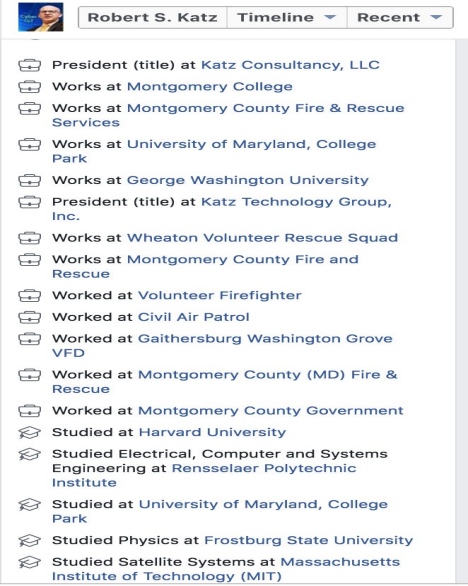 Robert S. Katz
Timeline
Recent
President (title) at Katz Consultancy, LLC
Works at Montgomery College
Works at Montgomery County Fire & Rescue
Services
Works at University of Maryland, College
Park
Works at George Washington University
President (title) at Katz Technology Group,
Inc.
Works at Wheaton Volunteer Rescue Squad
Works at Montgomery County Fire and
Rescue
Worked at Volunteer Firefighter
Worked at Civil Air Patrol
Worked at Gaithersburg Washington Grove
VFD
Worked at Montgomery County (MD) Fire &
Rescue
Worked at Montgomery County Government
Studied at Harvard University
Studied Electrical, Computer and Systems
Engineering at Rensselaer Polytechnic
Institute
Studied at University of Maryland, College
Park
Studied Physics at Frostburg State University
Studied Satellite Systems at Massachusetts
Institute of Technology (MIT)